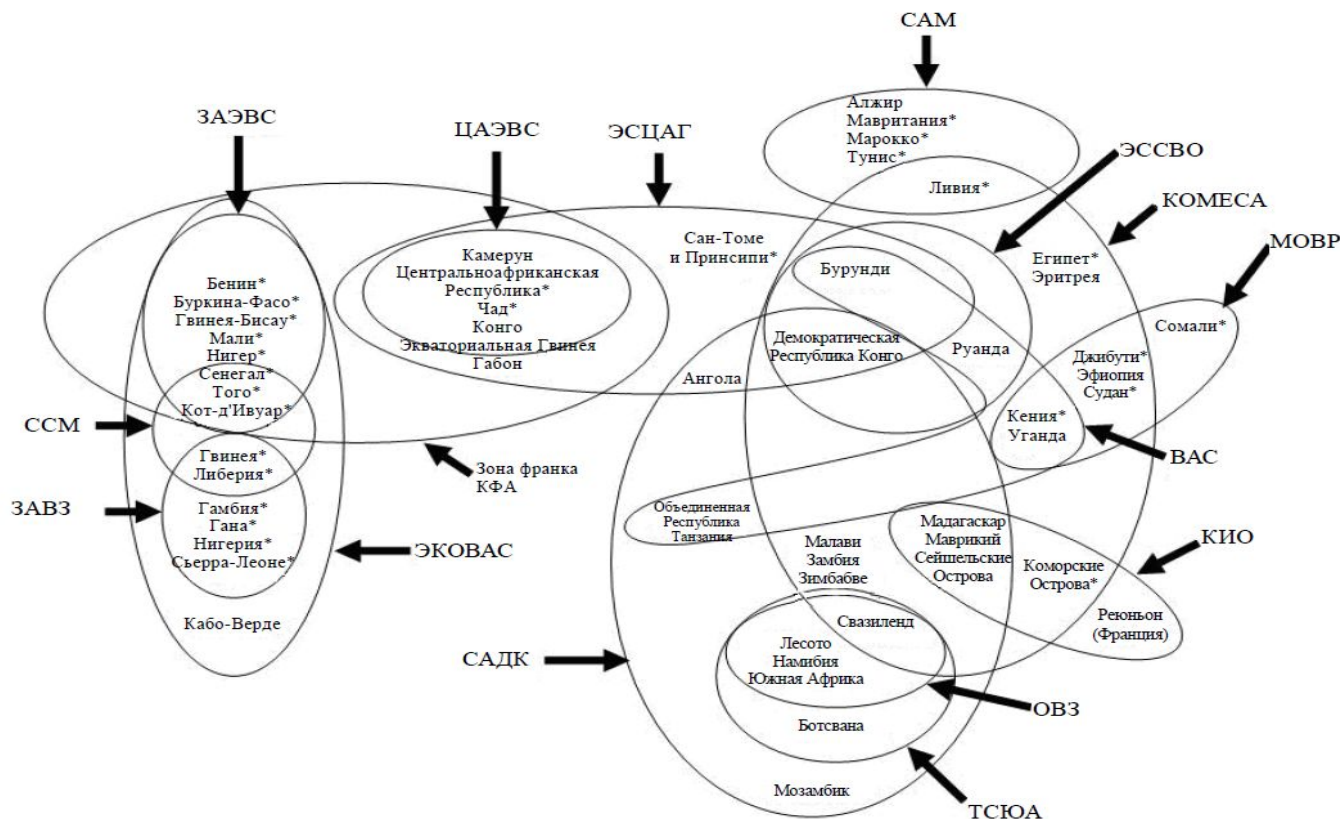 САМ
ЗАЭВС
ЦАЭВС
ЭСЦАГ
Алжир
Мавритания*
Марокко*
Тунис*
ЭССВО
Ливия*
КОМЕСА
МОВР
Сан-Томе
и Принсипи*
Египет*
Эритрея
Камерун
Центральноафриканская
Республика*
Чад*
Конго
Экваториальная Гвинея
Габон
Бурунди
Бенин*
Буркина-Фасо*
Гвинея-Бисау*
Мали*
Нигер*
Сенегал*
Того*
Кот-д'Ивуар*
Сомали*
Демократическая
Республика Конго
Руанда
Джибути*
Эфиопия
Судан*
Ангола
ССМ
Кения*
Уганда
Гвинея*
Либерия*
Зона франка
КФА
ВАС
ЗАВЗ
Гамбия*
Гана*
Нигерия*
Сьерра-Леоне*
Объединенная
Республика
Танзания
Мадагаскар
Маврикий
Сейшельские
Острова
КИО
ЭКОВАС
Малави
Замбия
Зимбабве
Коморские
Острова*
Кабо-Верде
Свазиленд
Реюньон
(Франция)
САДК
Лесото
Намибия
Южная Африка
ОВЗ
Ботсвана
Мозамбик
ТСЮА